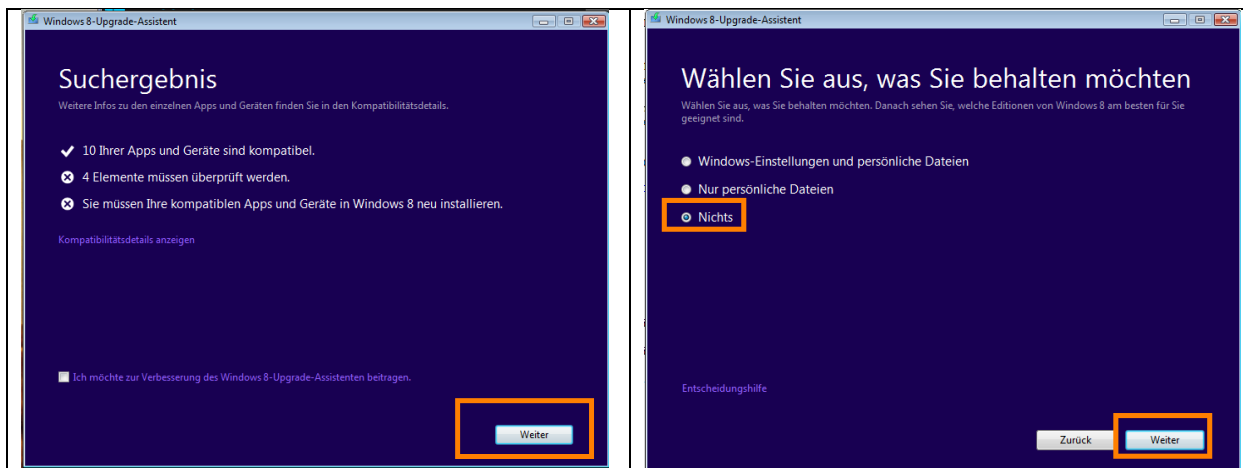 Windows 8-Upgrade-Assistent
Suchergebnis
Weitere Infos zu den einzelnen Apps und Geräten finden Sie in den Kompatibilitätsdetails.
10 Ihrer Apps und Geräte sind kompatibel.
4 Elemente müssen überprüft werden.
Sie müssen Ihre kompatiblen Apps und Geräte in Windows 8 neu installieren.
Kompatibilitätsdetails anzeigen
Ich möchte zur Verbesserung des Windows 8-Upgrade-Assistenten beitragen.
Weiter
Windows 8-Upgrade-Assistent
Wählen Sie aus, was Sie behalten möchten
Wählen Sie aus, was Sie behalten möchten. Danach sehen Sie, welche Editionen von Windows 8 am besten für Sie
geeignet sind.
Windows-Einstellungen und persönliche Dateien
Nur persönliche Dateien
Nichts
Entscheidungshilfe
Zurück
Weiter